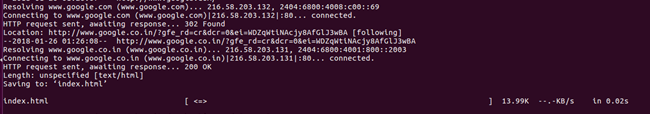 Resolving www.google.com (www.google.com)... 216.58.203.132, 2404:6800:4008:c00::69
Connecting to www.google.com (www.google.com)|216.58.203.132|:80... connected.
HTTP request sent, awaiting response... 302 Found
Location: http://www.google.co.in/?gfe_rd=cr&dcr=0&ei=WDZqWtiNAcjy8AfGlJ3wBA [following]
--2018-01-26 01:26:08--  http://www.google.co.in/?gfe_rd=cr&dcr=0&ei=WDZqWtiNAcjy8AfGlJ3wBA
Resolving www.google.co.in (www.google.co.in)... 216.58.203.131, 2404:6800:4001:800::2003
Connecting to www.google.co.in (www.google.co.in)|216.58.203.131|:80... connected.
HTTP request sent, awaiting response... 200 OK
Length: unspecified [text/html]
Saving to: ‘index.html’
index.html [ <=> ] 13.99K --.-KB/s in 0.02s